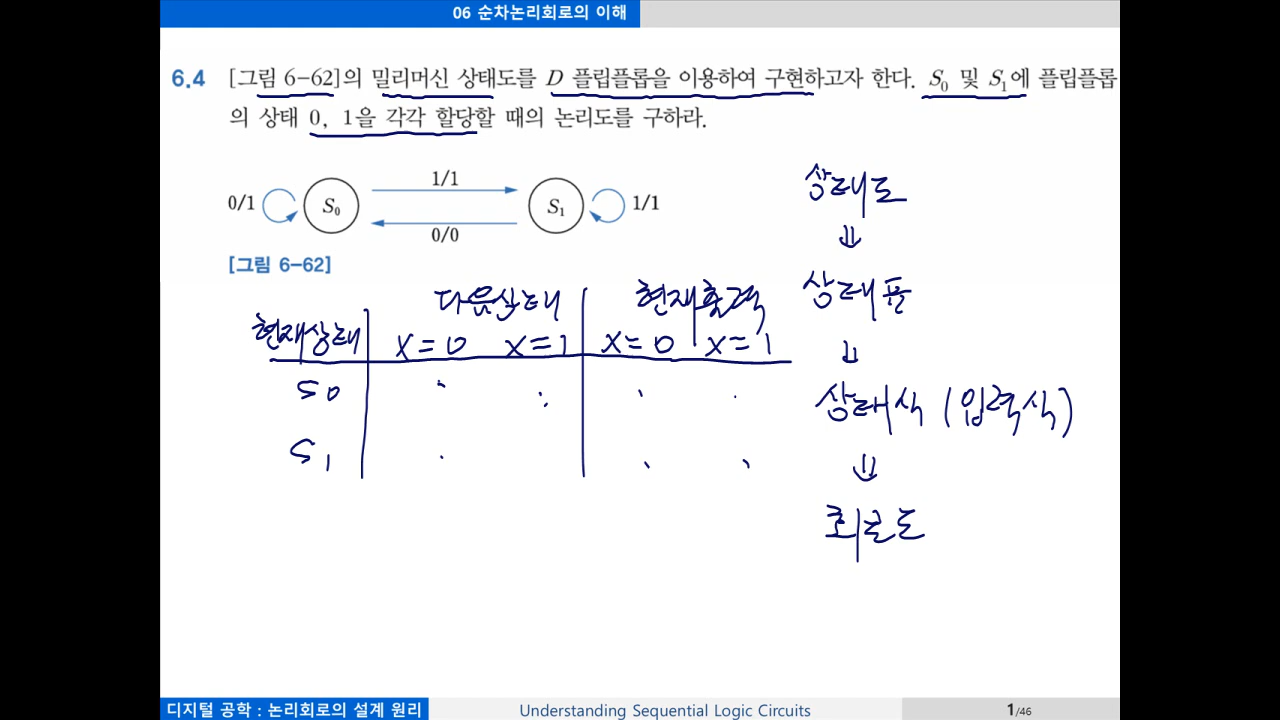 06 순차논리회로의 이해
6.4 [그림 6-62]의 밀리머신 상태도를 D 플립플롭을 이용하여 구현하고자 한다. S₀ 및 S₁에 플립플롭
의 상태 0, 1을 각각 할당할 때의 논리도를 구하라.
0/1 S₀ 1/1 S₁ 1/1
0/0
[그림 6-62]
상태도
⇓
상태표
⇓
상태식 (입력식)
⇓
회로도
현재상태 다음상태 현재출력
X=0 X=1 X=0 X=1
S0
S1
디지털 공학 : 논리회로의 설계 원리 Understanding Sequential Logic Circuits 1/46